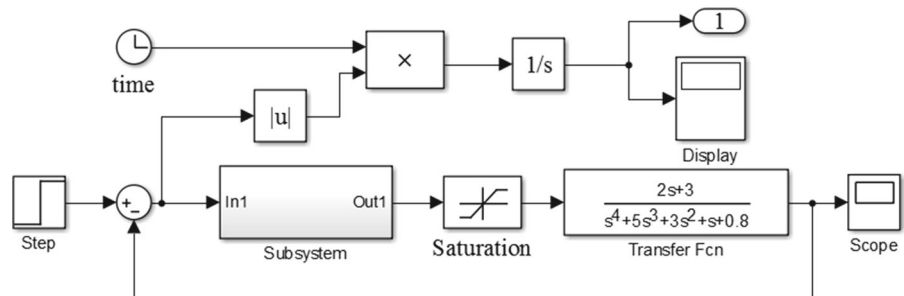 time
×
1/s
1
|u|
Display
Step
+
−
In1
Out1
Subsystem
Saturation
2s+3
s⁴+5s³+3s²+s+0.8
Transfer Fcn
Scope